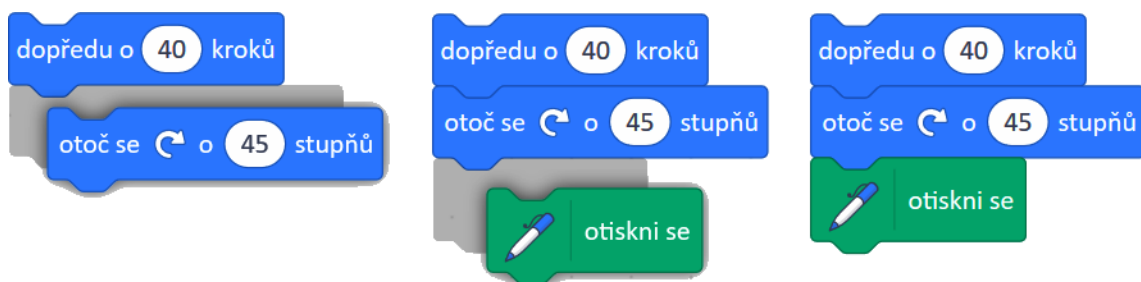 dopředu o 40 kroků
otoč se o 45 stupňů
dopředu o 40 kroků
otoč se o 45 stupňů
otiskni se
dopředu o 40 kroků
otoč se o 45 stupňů
otiskni se